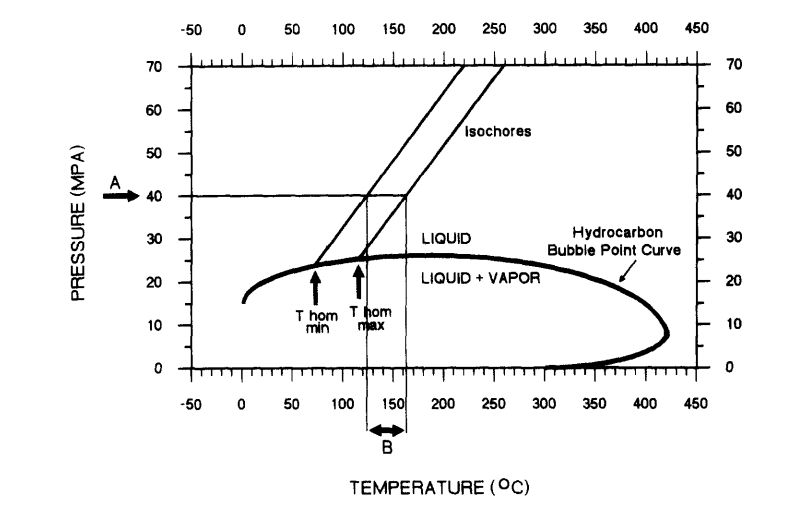 -50 0 50 100 150 200 250 300 350 400 450
70 70
60 60
Isochores
50 50
A
40 40
30 30
LIQUID
Hydrocarbon
Bubble Point Curve
20 20
LIQUID + VAPOR
T hom
min
T hom
max
10 10
0 0
-50 0 50 100 150 200 250 300 350 400 450
B
PRESSURE (MPA)
TEMPERATURE (°C)